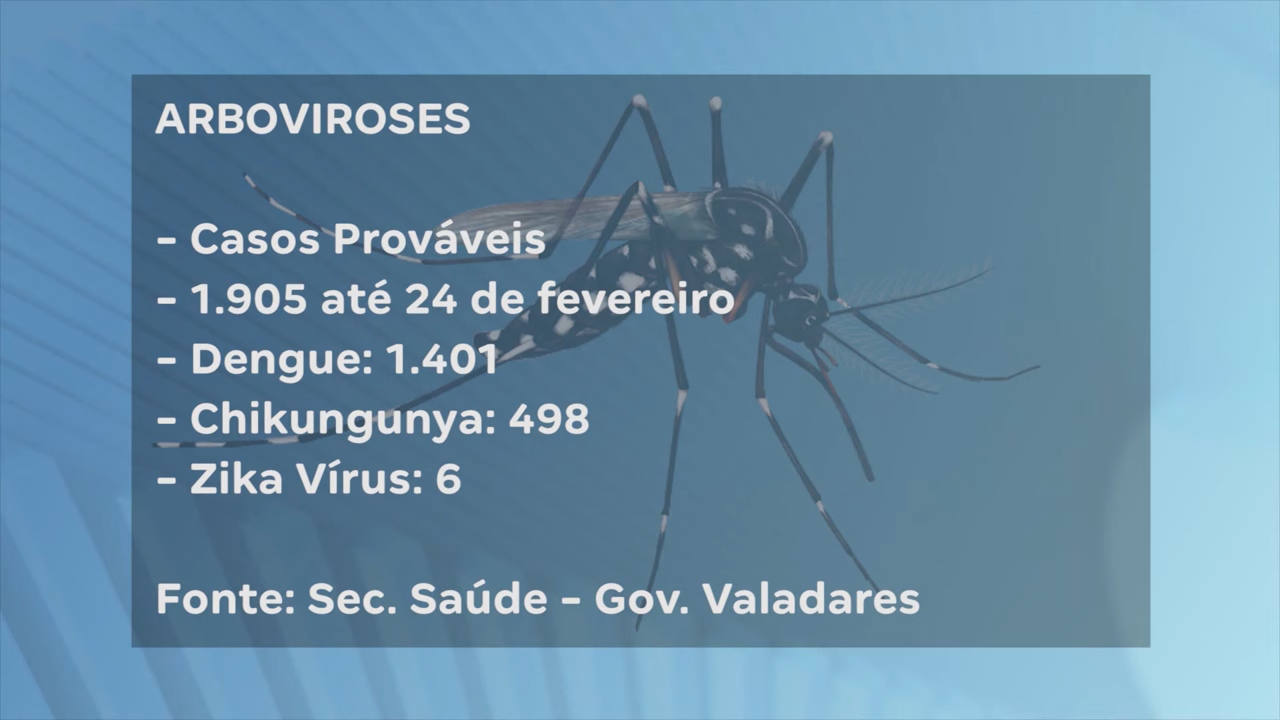 ARBOVIROSES
- Casos Prováveis
- 1.905 até 24 de fevereiro
- Dengue: 1.401
- Chikungunya: 498
- Zika Vírus: 6
Fonte: Sec. Saúde - Gov. Valadares